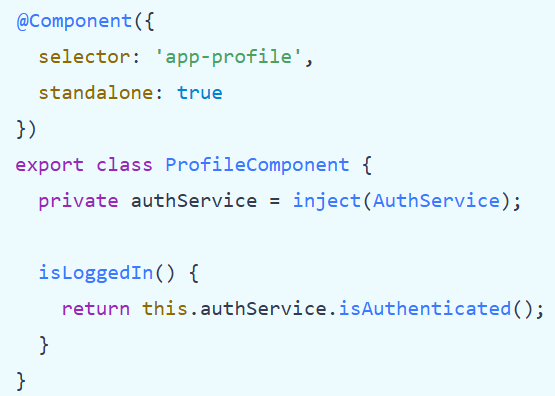 @Component({
  selector: 'app-profile',
  standalone: true
})
export class ProfileComponent {
  private authService = inject(AuthService);

  isLoggedIn() {
    return this.authService.isAuthenticated();
  }
}